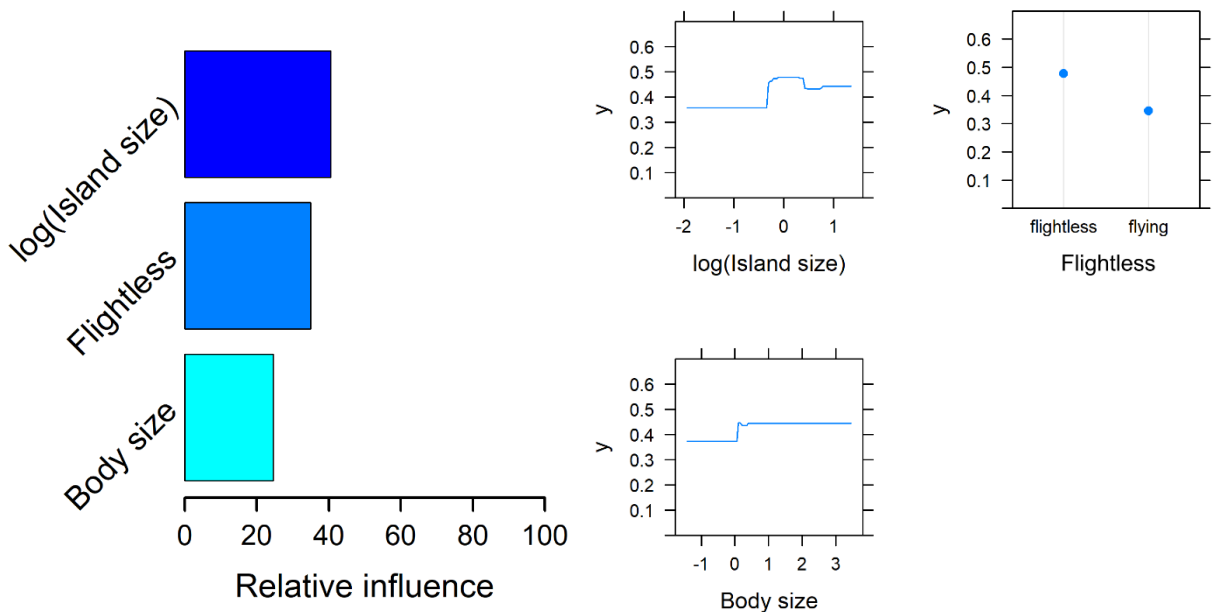 log(Island size)
Flightless
Body size
0 20 40 60 80 100
Relative influence
y
0.6
0.5
0.4
0.3
0.2
0.1
-2 -1 0 1
log(Island size)
y
0.6
0.5
0.4
0.3
0.2
0.1
flightless flying
Flightless
y
0.6
0.5
0.4
0.3
0.2
0.1
-1 0 1 2 3
Body size